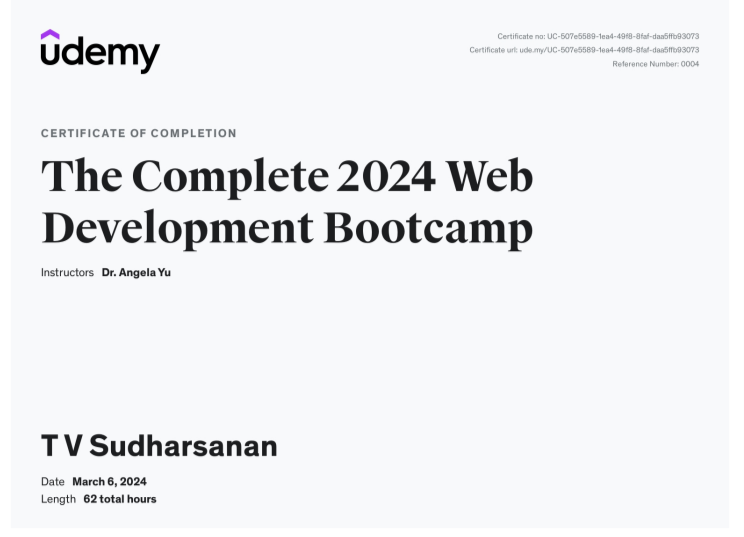 udemy
Certificate no: UC-507e5589-1ea4-49f8-8faf-daa5ffb93073
Certificate url: ude.my/UC-507e5589-1ea4-49f8-8faf-daa5ffb93073
Reference Number: 0004
CERTIFICATE OF COMPLETION
The Complete 2024 Web
Development Bootcamp
Instructors Dr. Angela Yu
T V Sudharsanan
Date March 6, 2024
Length 62 total hours